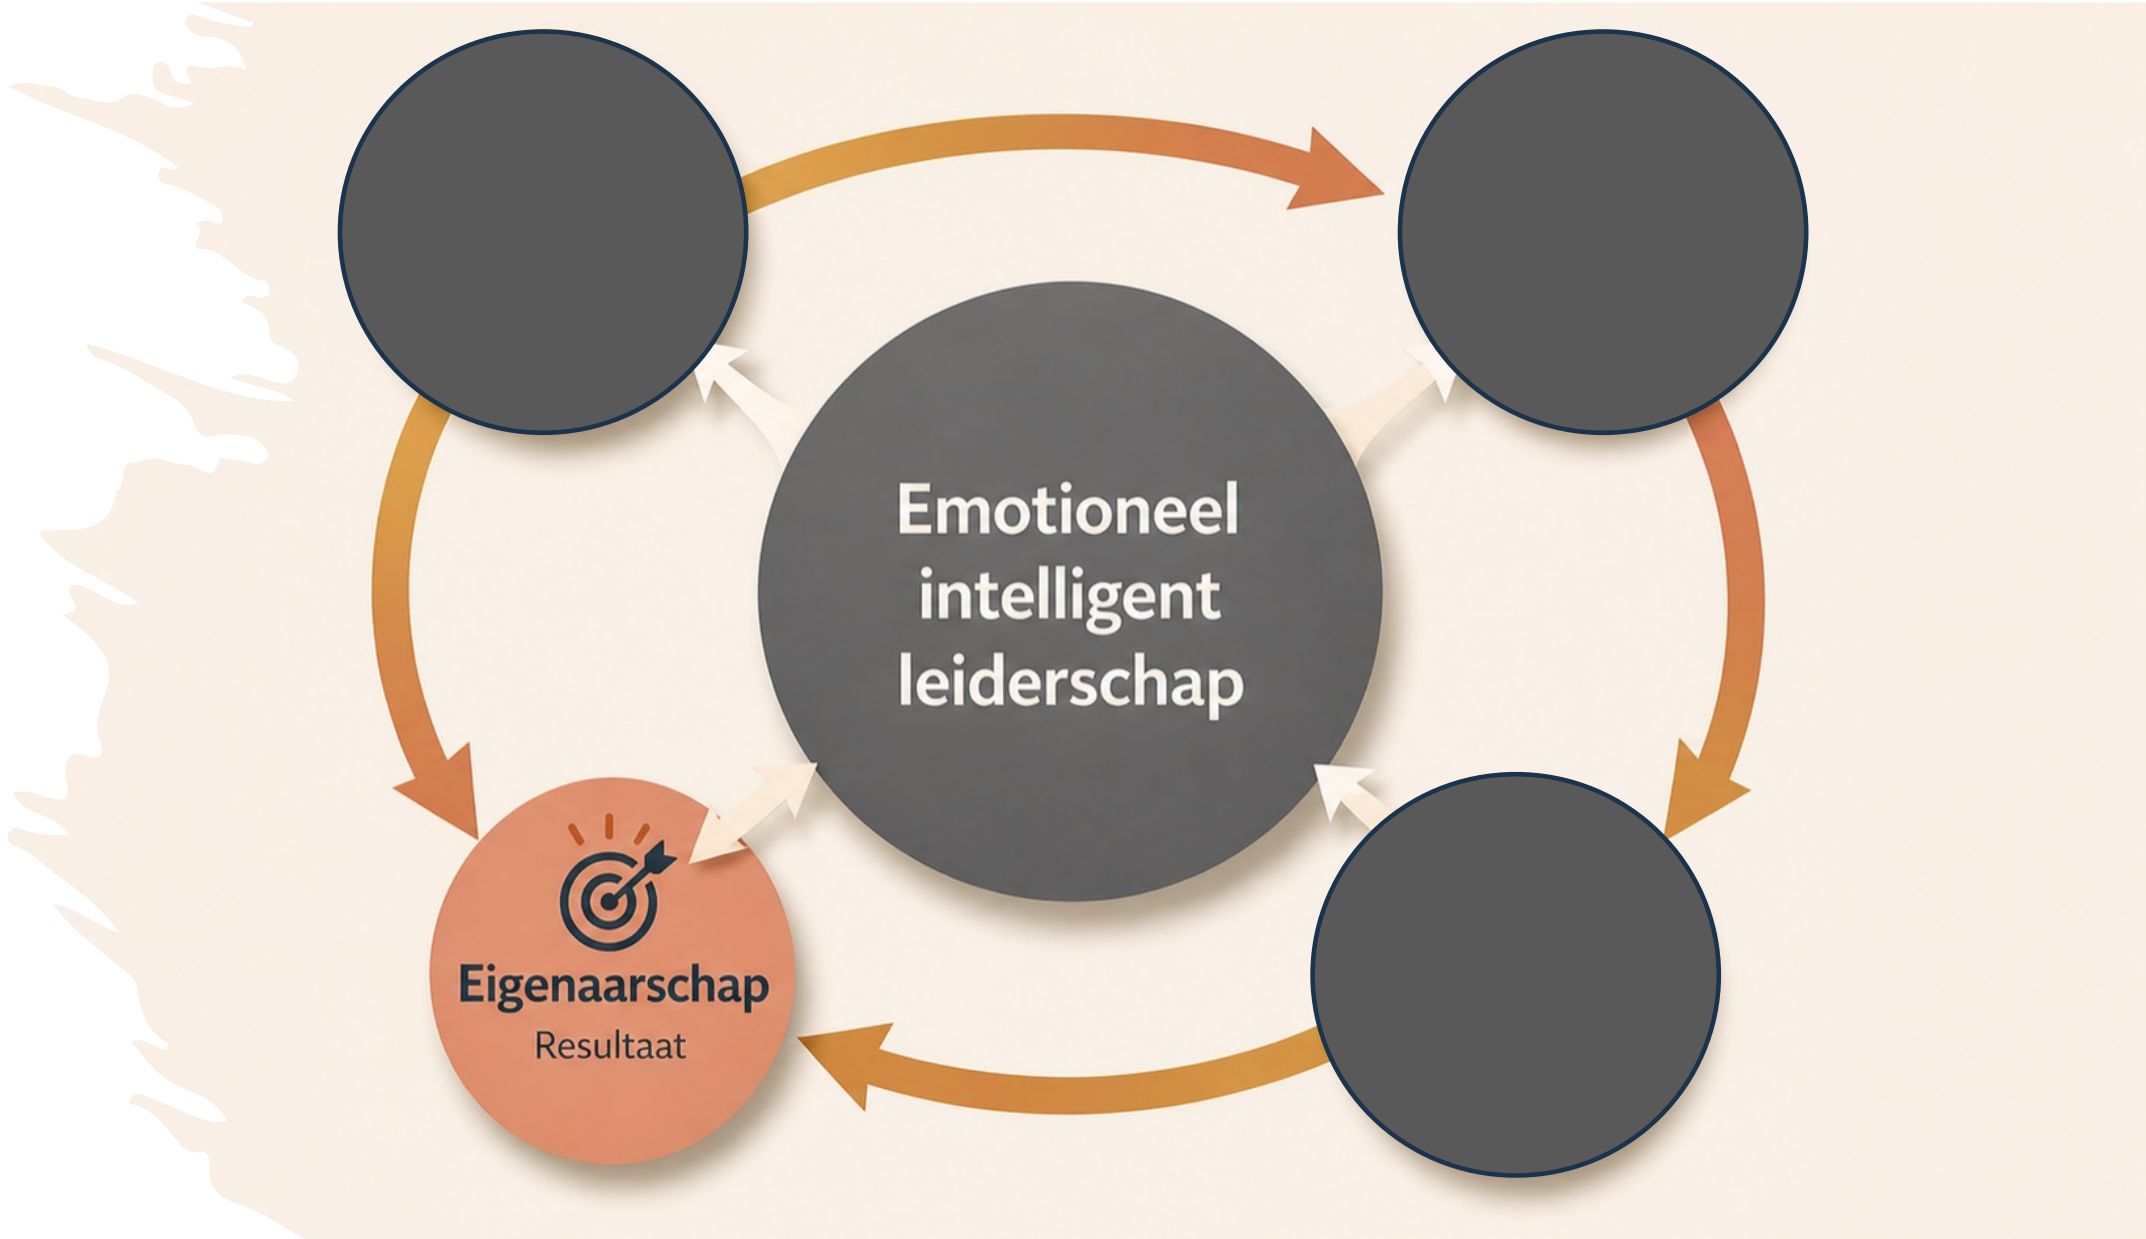 Emotioneel
intelligent
leiderschap
Eigenaarschap
Resultaat